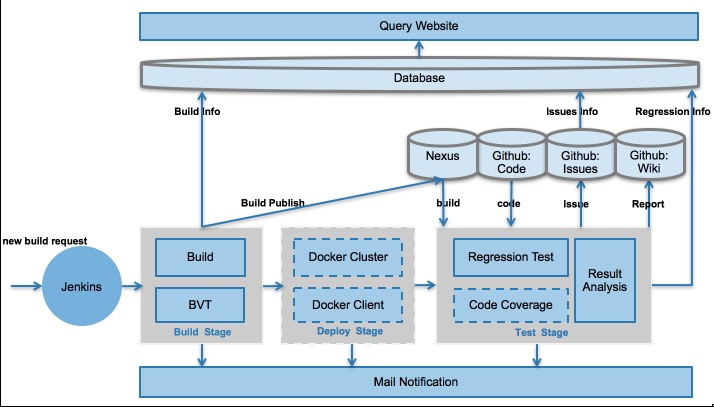 Query Website
Database
Build Info
Issues Info
Regression Info
Nexus
Github:
Code
Github:
Issues
Github:
Wiki
Build Publish
build
code
Issue
Report
new build request
Jenkins
Build
BVT
Build Stage
Docker Cluster
Docker Client
Deploy Stage
Regression Test
Code Coverage
Result
Analysis
Test Stage
Mail Notification